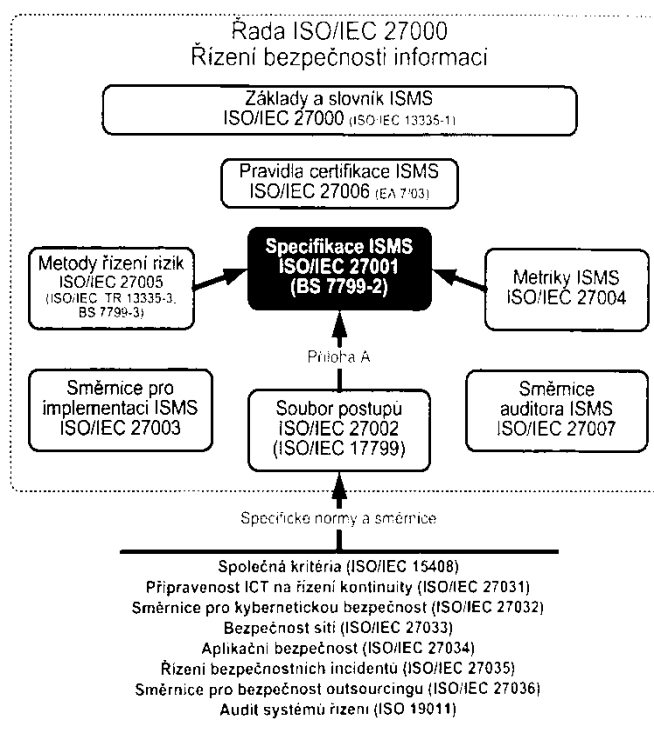 Řada ISO/IEC 27000
Řízení bezpečnosti informací
Základy a slovník ISMS
ISO/IEC 27000 (ISO/IEC 13335-1)
Pravidla certifikace ISMS
ISO/IEC 27006 (EA 7/03)
Specifikace ISMS
ISO/IEC 27001
(BS 7799-2)
Metody řízení rizik
ISO/IEC 27005
(ISO/IEC TR 13335-3,
BS 7799-3)
Metriky ISMS
ISO/IEC 27004
Příloha A
Směrnice pro
implementaci ISMS
ISO/IEC 27003
Soubor postupů
ISO/IEC 27002
(ISO/IEC 17799)
Směrnice
auditora ISMS
ISO/IEC 27007
Specifické normy a směrnice
Společná kritéria (ISO/IEC 15408)
Připravenost ICT na řízení kontinuity (ISO/IEC 27031)
Směrnice pro kybernetickou bezpečnost (ISO/IEC 27032)
Bezpečnost sítí (ISO/IEC 27033)
Aplikační bezpečnost (ISO/IEC 27034)
Řízení bezpečnostních incidentů (ISO/IEC 27035)
Směrnice pro bezpečnost outsourcingu (ISO/IEC 27036)
Audit systémů řízení (ISO 19011)